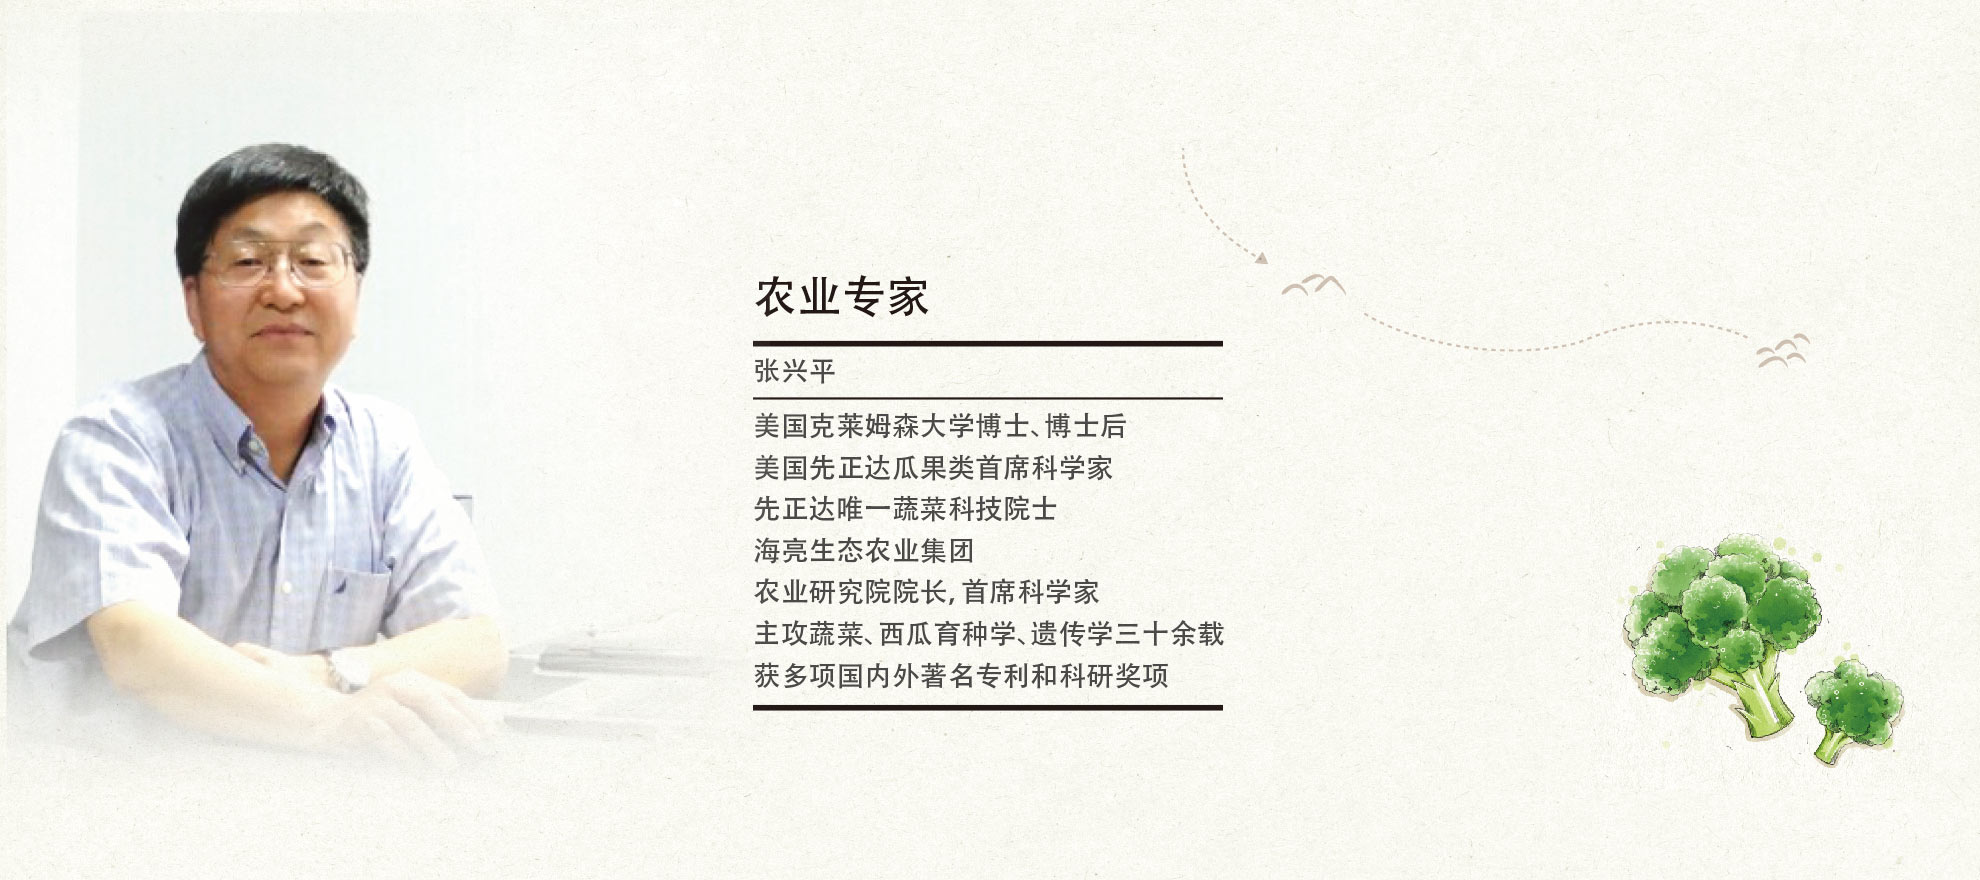 农业专家
张兴平
美国克莱姆森大学博士、博士后
美国先正达瓜果类首席科学家
先正达唯一蔬菜科技院士
海亮生态农业集团
农业研究院院长,首席科学家
主攻蔬菜、西瓜育种学、遗传学三十余载
获多项国内外著名专利和科研奖项